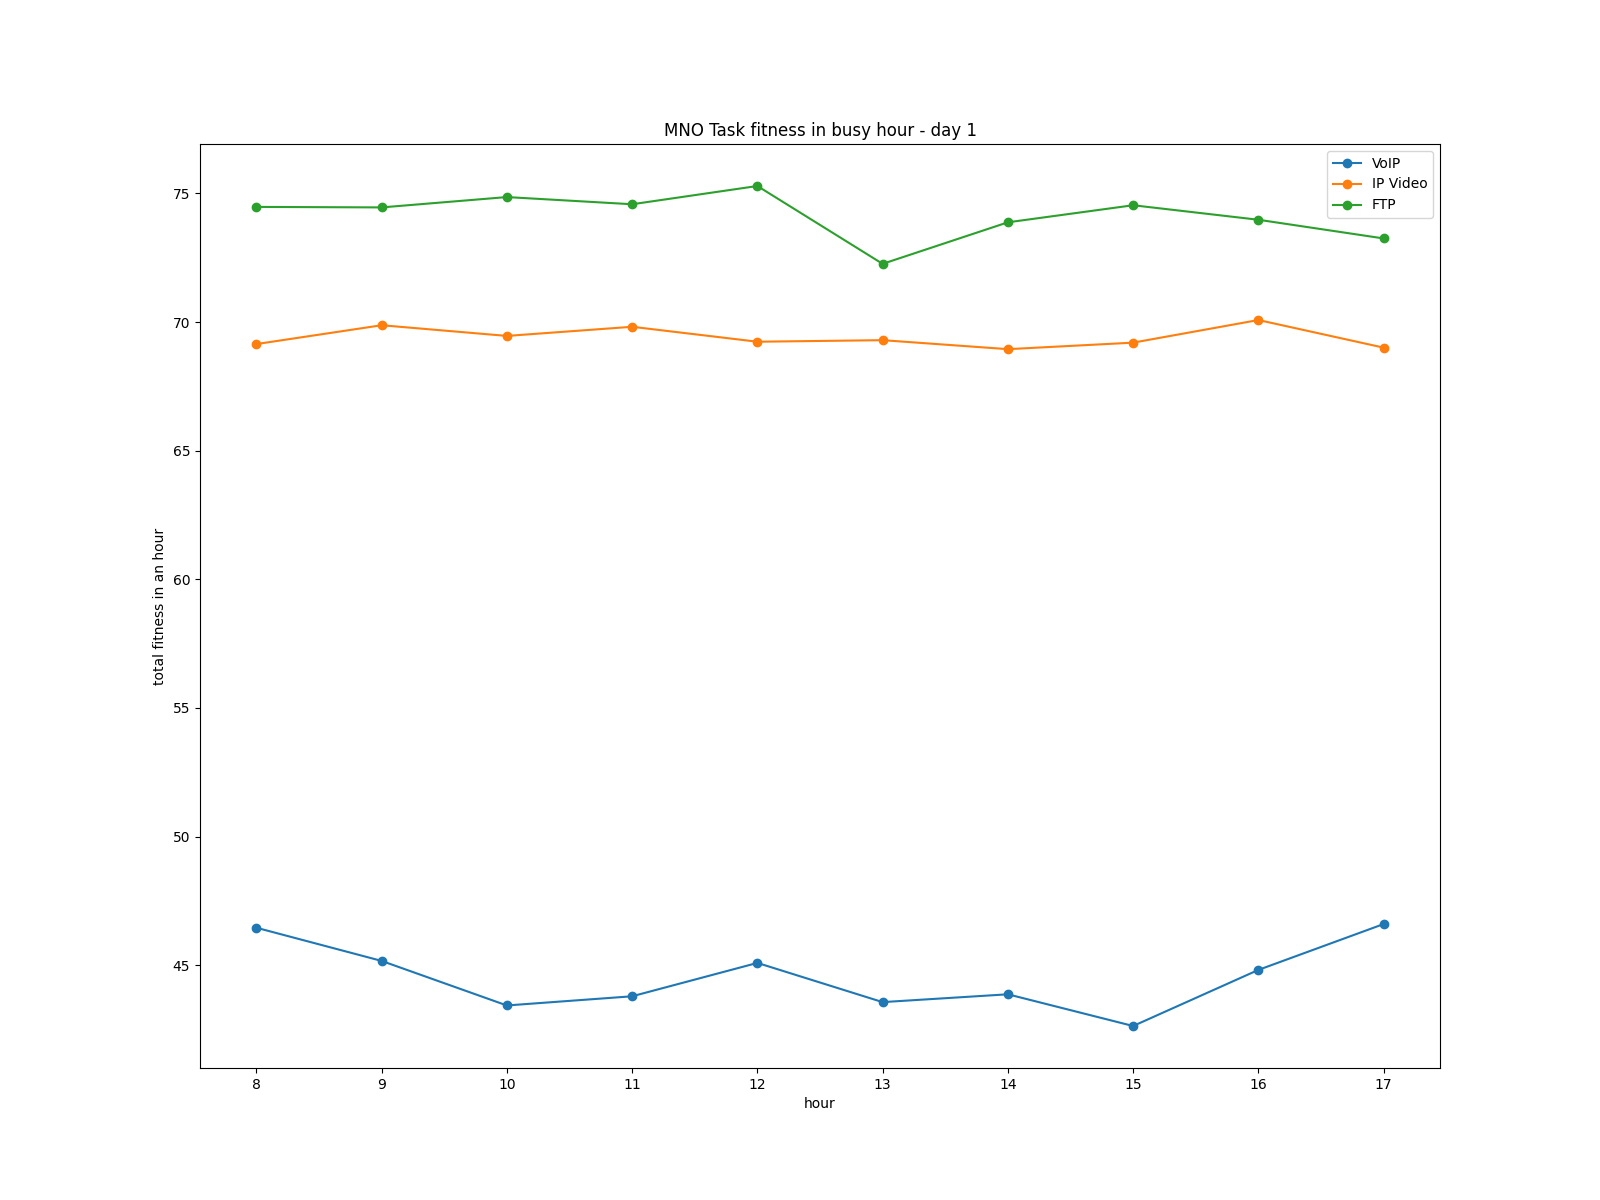 MNO Task fitness in busy hour - day 1
VoIP
IP Video
FTP
75
70
65
60
55
50
45
total fitness in an hour
8 9 10 11 12 13 14 15 16 17
hour